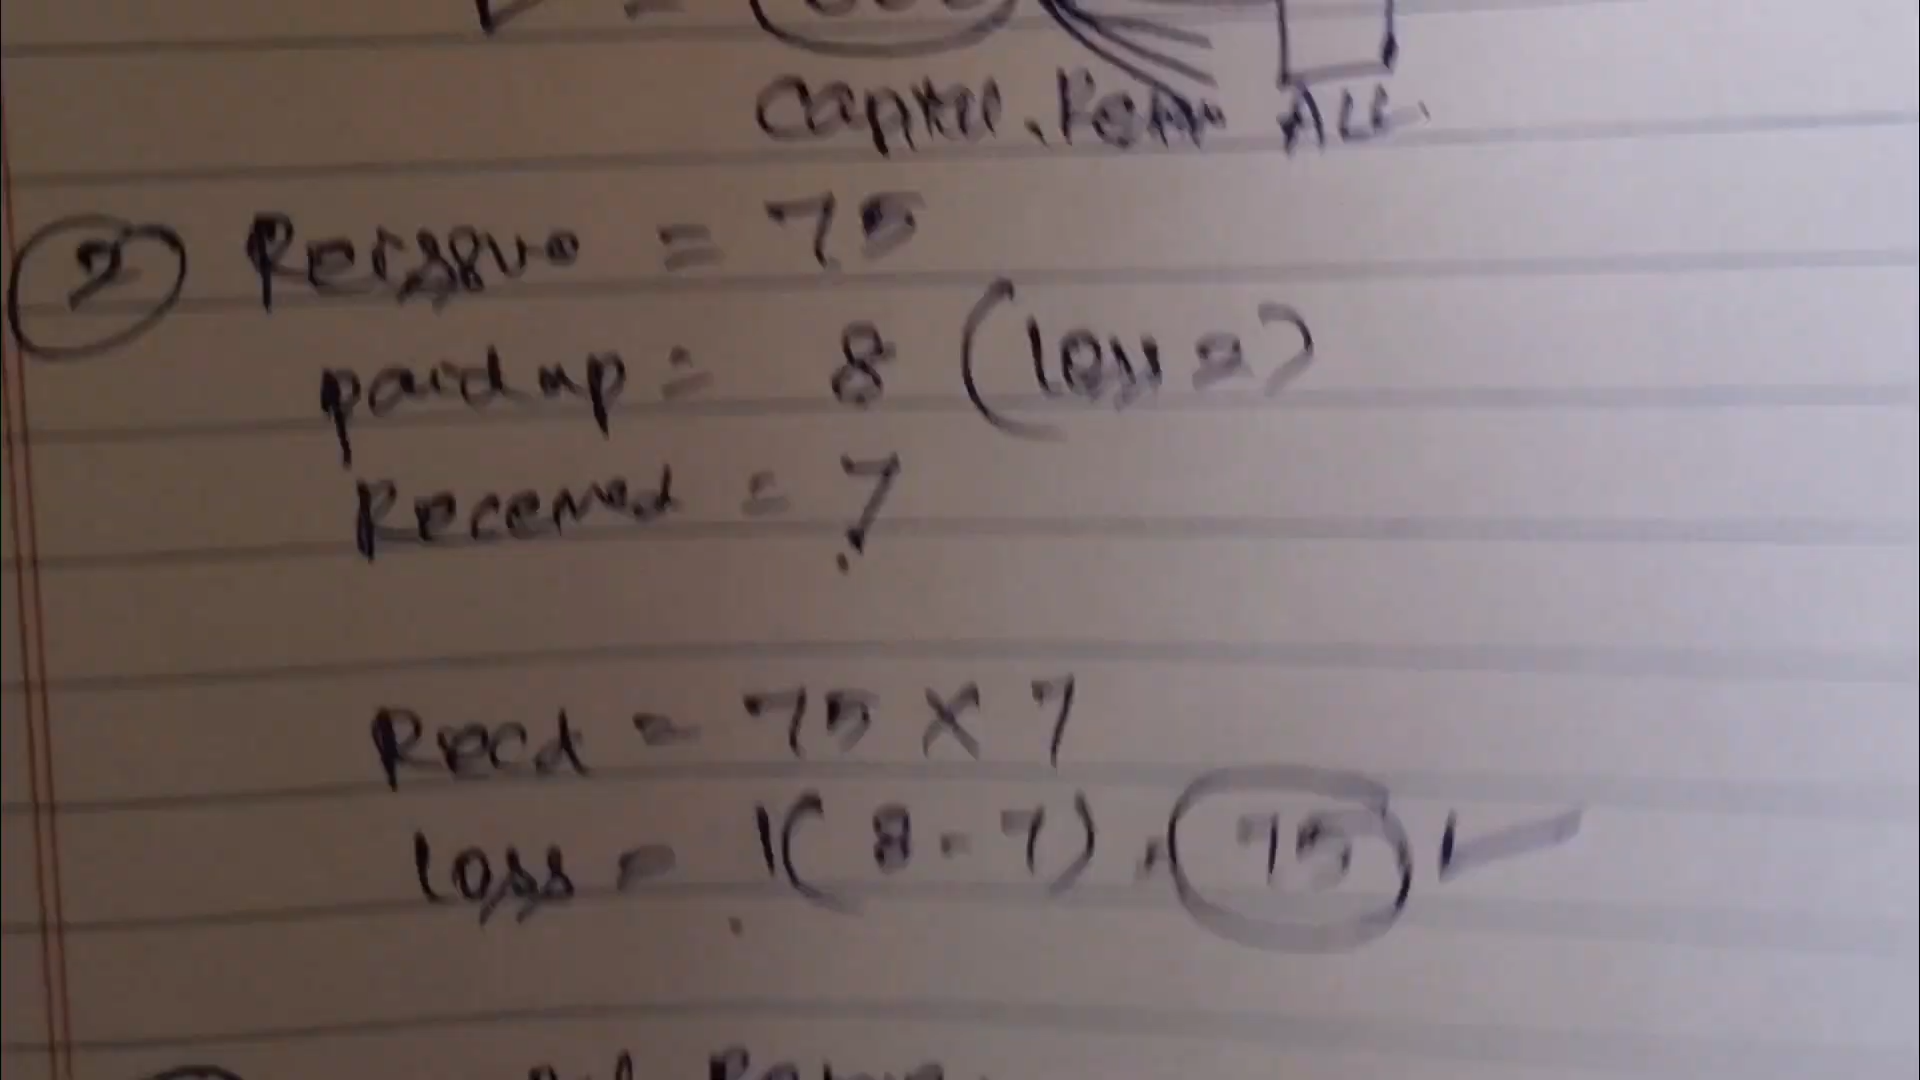 Capital. Reser A/C.
② Reissue = 75
paid up = 8 (loss 2)
Received = 7
Recd = 75 × 7
loss = 1(8-7), 75 ✓